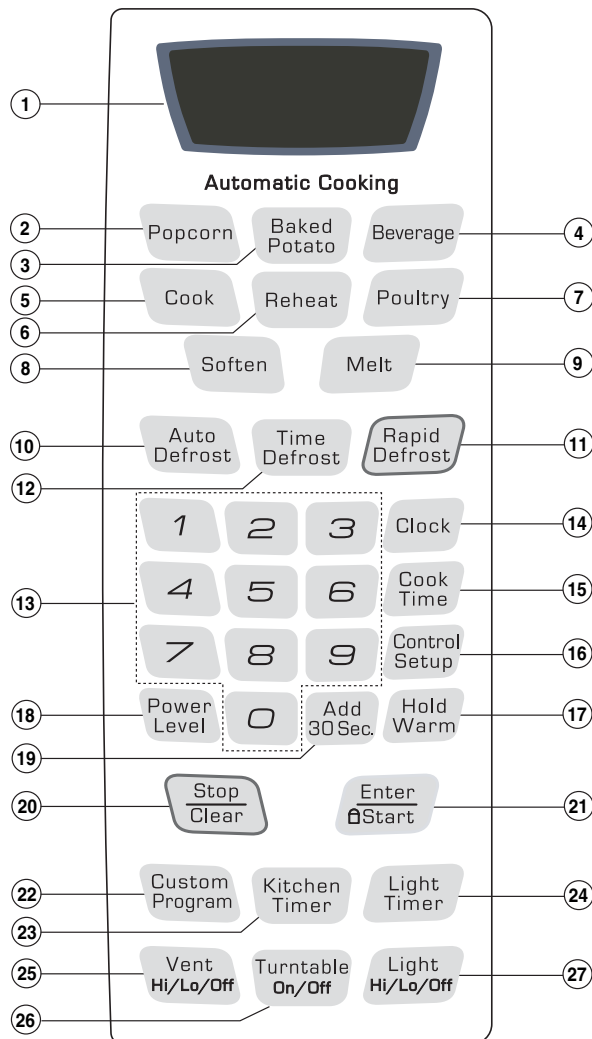 1
Automatic Cooking
2
Popcorn
Baked
Potato
3
Beverage
4
5
Cook
6
Reheat
Poultry
7
8
Soften
Melt
9
10
Auto
Defrost
12
Time
Defrost
Rapid
Defrost
11
1 2 3
Clock
14
13
4 5 6
Cook
Time
15
7 8 9
Control
Setup
16
18
Power
Level
0
19
Add
30 Sec.
Hold
Warm
17
20
Stop
Clear
Enter
Start
21
22
Custom
Program
23
Kitchen
Timer
Light
Timer
24
25
Vent
Hi/Lo/Off
26
Turntable
On/Off
Light
Hi/Lo/Off
27